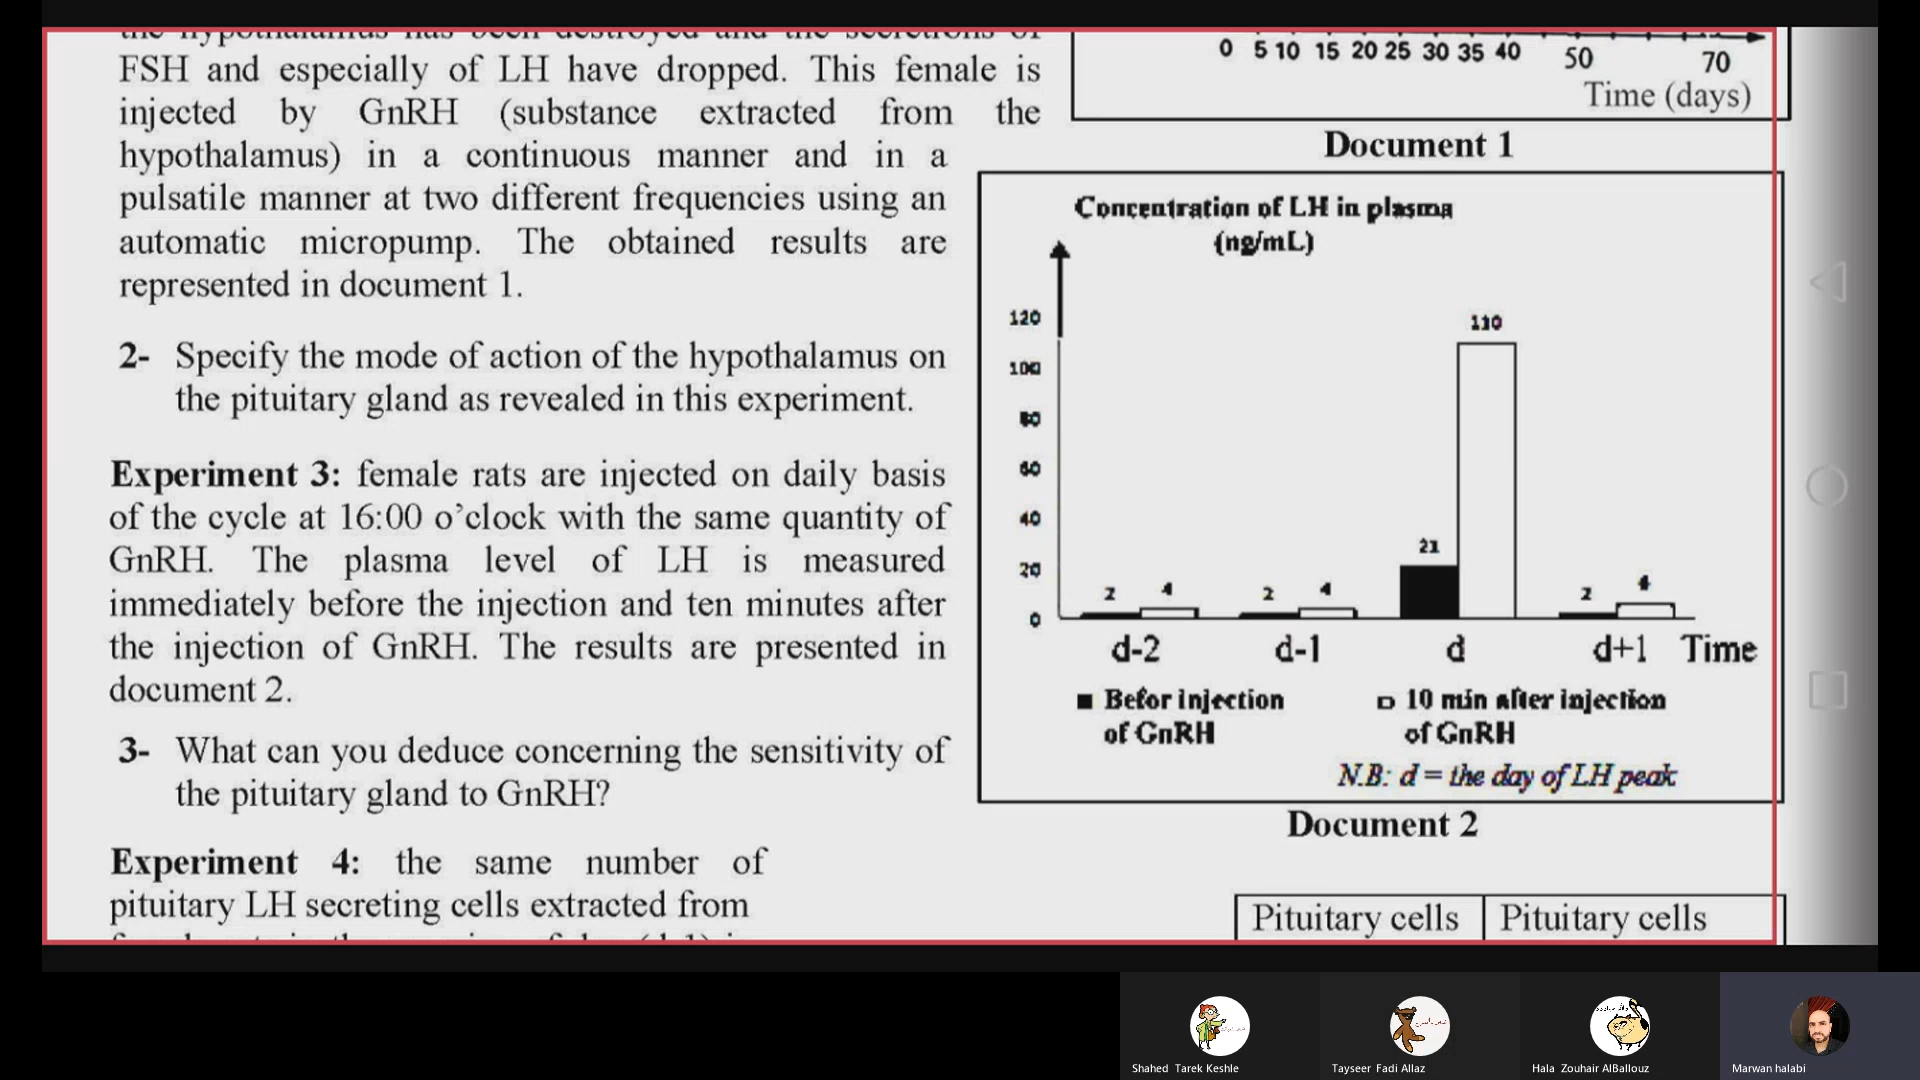 the hypothalamus has been destroyed and the secretions of
FSH and especially of LH have dropped. This female is
injected by GnRH (substance extracted from the
hypothalamus) in a continuous manner and in a
pulsatile manner at two different frequencies using an
automatic micropump. The obtained results are
represented in document 1.
2- Specify the mode of action of the hypothalamus on
the pituitary gland as revealed in this experiment.
Experiment 3: female rats are injected on daily basis
of the cycle at 16:00 o'clock with the same quantity of
GnRH. The plasma level of LH is measured
immediately before the injection and ten minutes after
the injection of GnRH. The results are presented in
document 2.
3- What can you deduce concerning the sensitivity of
the pituitary gland to GnRH?
Experiment 4: the same number of
pituitary LH secreting cells extracted from
0 5 10 15 20 25 30 35 40 50 70
Time (days)
Document 1
Concentration of LH in plasma
(ng/mL)
120
100
80
60
40
20
0
2 4 2 4 21 110 2
d-2 d-1 d d+1 Time
Befor injection
of GnRH
10 min after injection
of GnRH
N.B: d = the day of LH peak
Document 2
Pituitary cells Pituitary cells
Shahed Tarek Keshle
Tayseer Fadi Allaz
Hala Zouhair AlBallouz
Marwan halabi